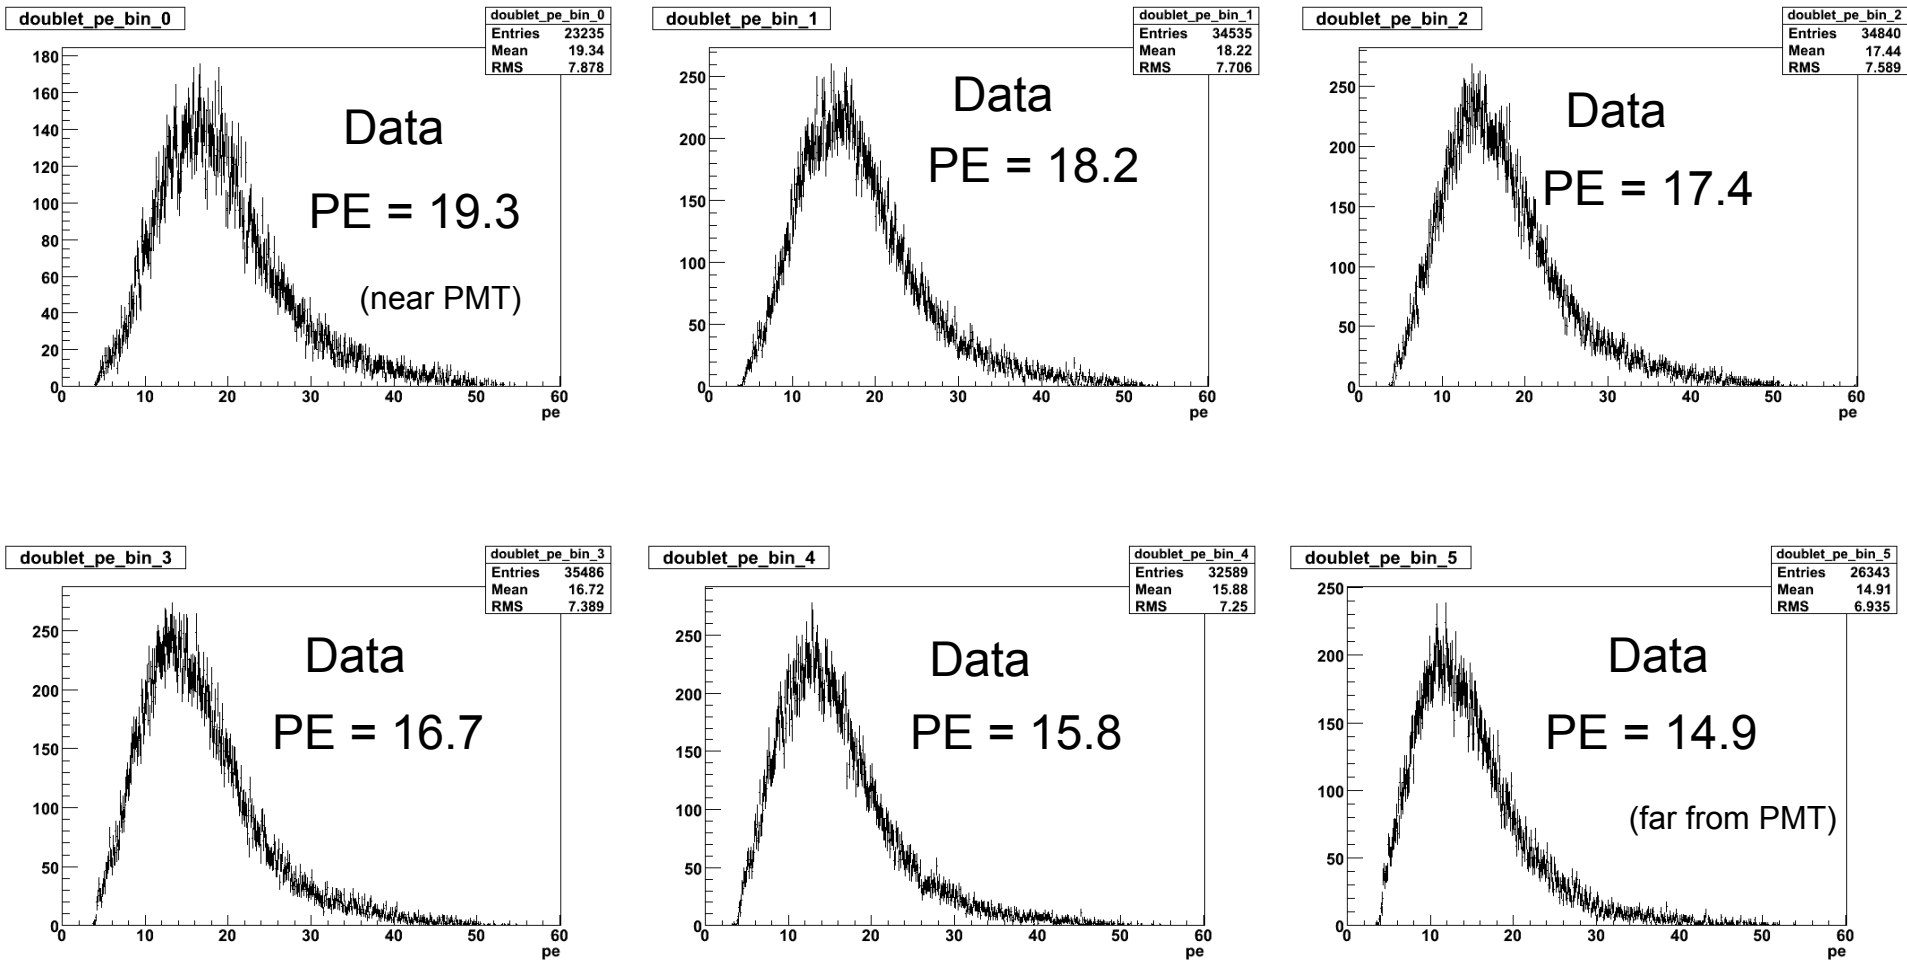 doublet_pe_bin_0
doublet_pe_bin_0
Entries 23235
Mean 19.34
RMS 7.878
180
160
140
120
100
80
60
40
20
0
0 10 20 30 40 50 60
pe
Data
PE = 19.3
(near PMT)
doublet_pe_bin_1
doublet_pe_bin_1
Entries 34535
Mean 18.22
RMS 7.706
250
200
150
100
50
0
0 10 20 30 40 50 60
pe
Data
PE = 18.2
doublet_pe_bin_2
doublet_pe_bin_2
Entries 34840
Mean 17.44
RMS 7.589
250
200
150
100
50
0
0 10 20 30 40 50 60
pe
Data
PE = 17.4
doublet_pe_bin_3
doublet_pe_bin_3
Entries 35486
Mean 16.72
RMS 7.389
250
200
150
100
50
0
0 10 20 30 40 50 60
pe
Data
PE = 16.7
doublet_pe_bin_4
doublet_pe_bin_4
Entries 32589
Mean 15.88
RMS 7.25
250
200
150
100
50
0
0 10 20 30 40 50 60
pe
Data
PE = 15.8
doublet_pe_bin_5
doublet_pe_bin_5
Entries 26343
Mean 14.91
RMS 6.935
250
200
150
100
50
0
0 10 20 30 40 50 60
pe
Data
PE = 14.9
(far from PMT)